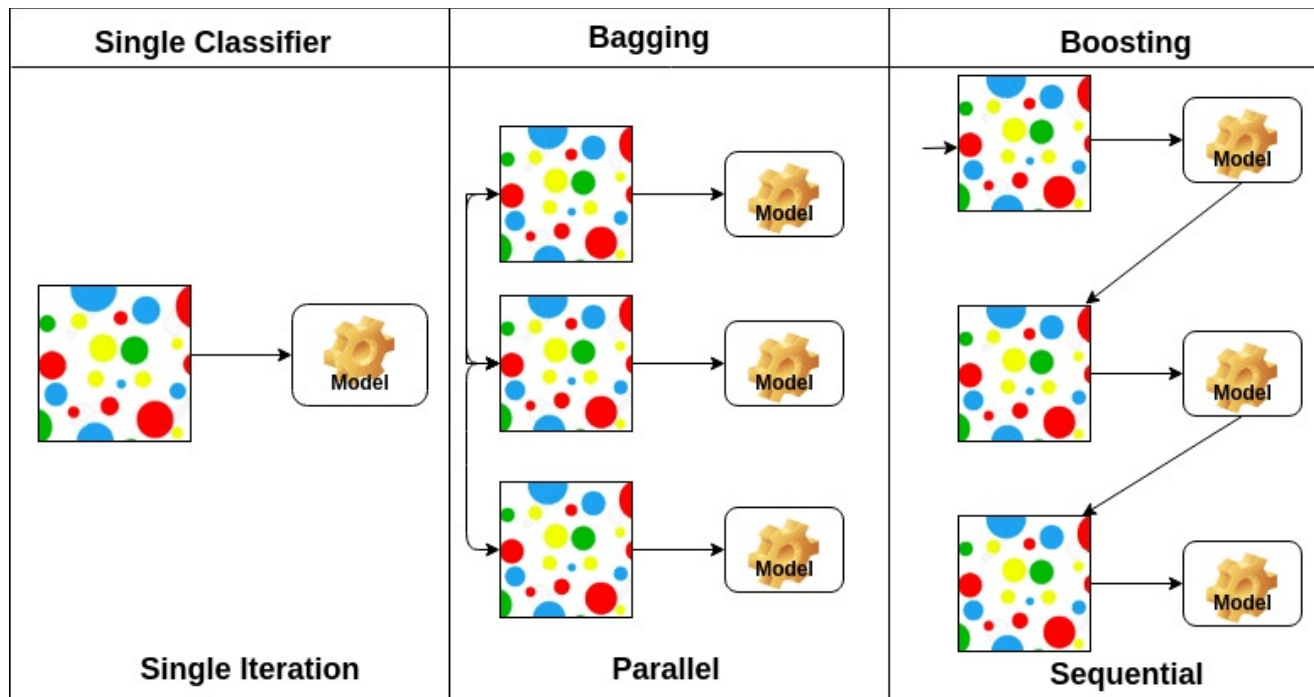 Single Classifier
Bagging
Boosting
Model
Model
Model
Model
Model
Model
Model
Single Iteration
Parallel
Sequential